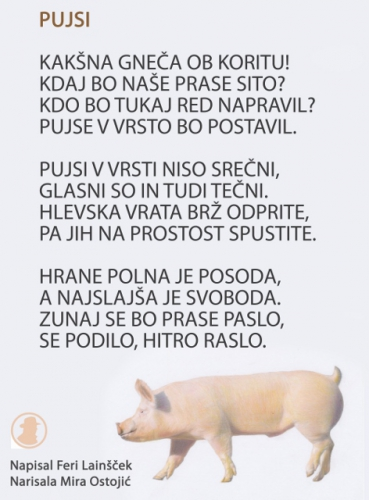 PUJSI
KAKŠNA GNEČA OB KORITU!
KDAJ BO NAŠE PRASE SITO?
KDO BO TUKAJ RED NAPRAVIL?
PUJSE V VRSTO BO POSTAVIL.
PUJSI V VRSTI NISO SREČNI,
GLASNI SO IN TUDI TEČNI.
HLEVSKA VRATA BRŽ ODPRITE,
PA JIH NA PROSTOST SPUSTITE.
HRANE POLNA JE POSODA,
A NAJSLAJŠA JE SVOBODA.
ZUNAJ SE BO PRASE PASLO,
SE PODILO, HITRO RASLO.
Napisal Feri Lainšček
Narisala Mira Ostojić